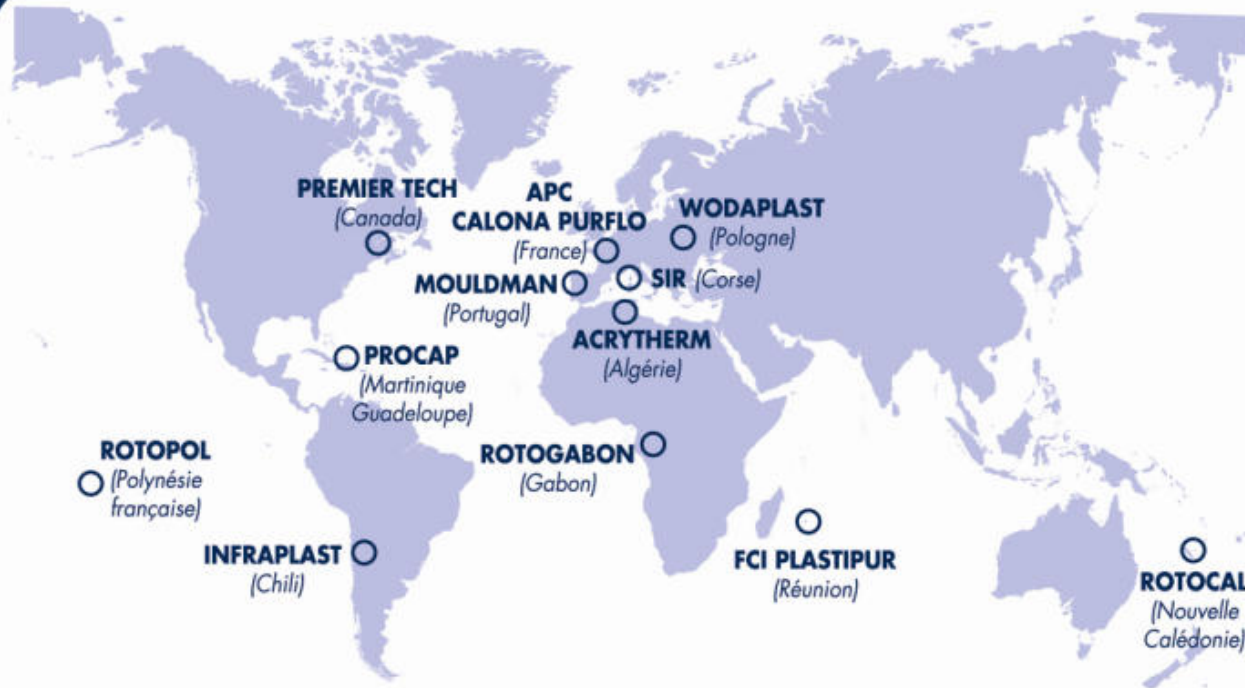 PREMIER TECH
(Canada)
APC
CALONA PURFLO
(France)
WODAPLAST
(Pologne)
MOULDMAN
(Portugal)
SIR (Corse)
ACRYTHERM
(Algérie)
PROCAP
(Martinique
Guadeloupe)
ROTOPOL
(Polynésie
française)
ROTOGABON
(Gabon)
INFRAPLAST
(Chili)
FCI PLASTIPUR
(Réunion)
ROTOCAL
(Nouvelle
Calédonie)